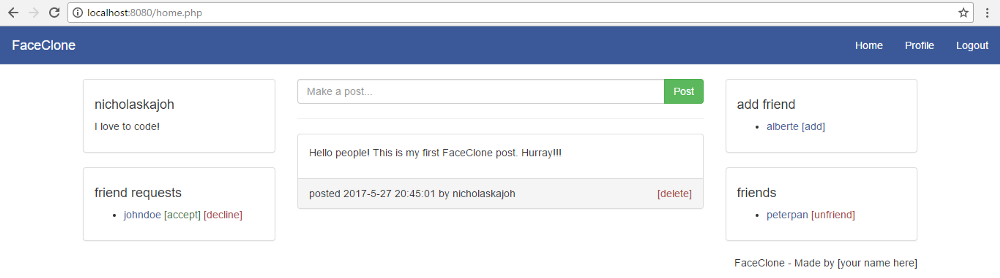 localhost:8080/home.php
FaceClone
Home Profile Logout
nicholaskajoh
I love to code!
friend requests
johndoe [accept] [decline]
Make a post...
Post
Hello people! This is my first FaceClone post. Hurray!!!
posted 2017-5-27 20:45:01 by nicholaskajoh [delete]
add friend
alberte [add]
friends
peterpan [unfriend]
FaceClone - Made by [your name here]